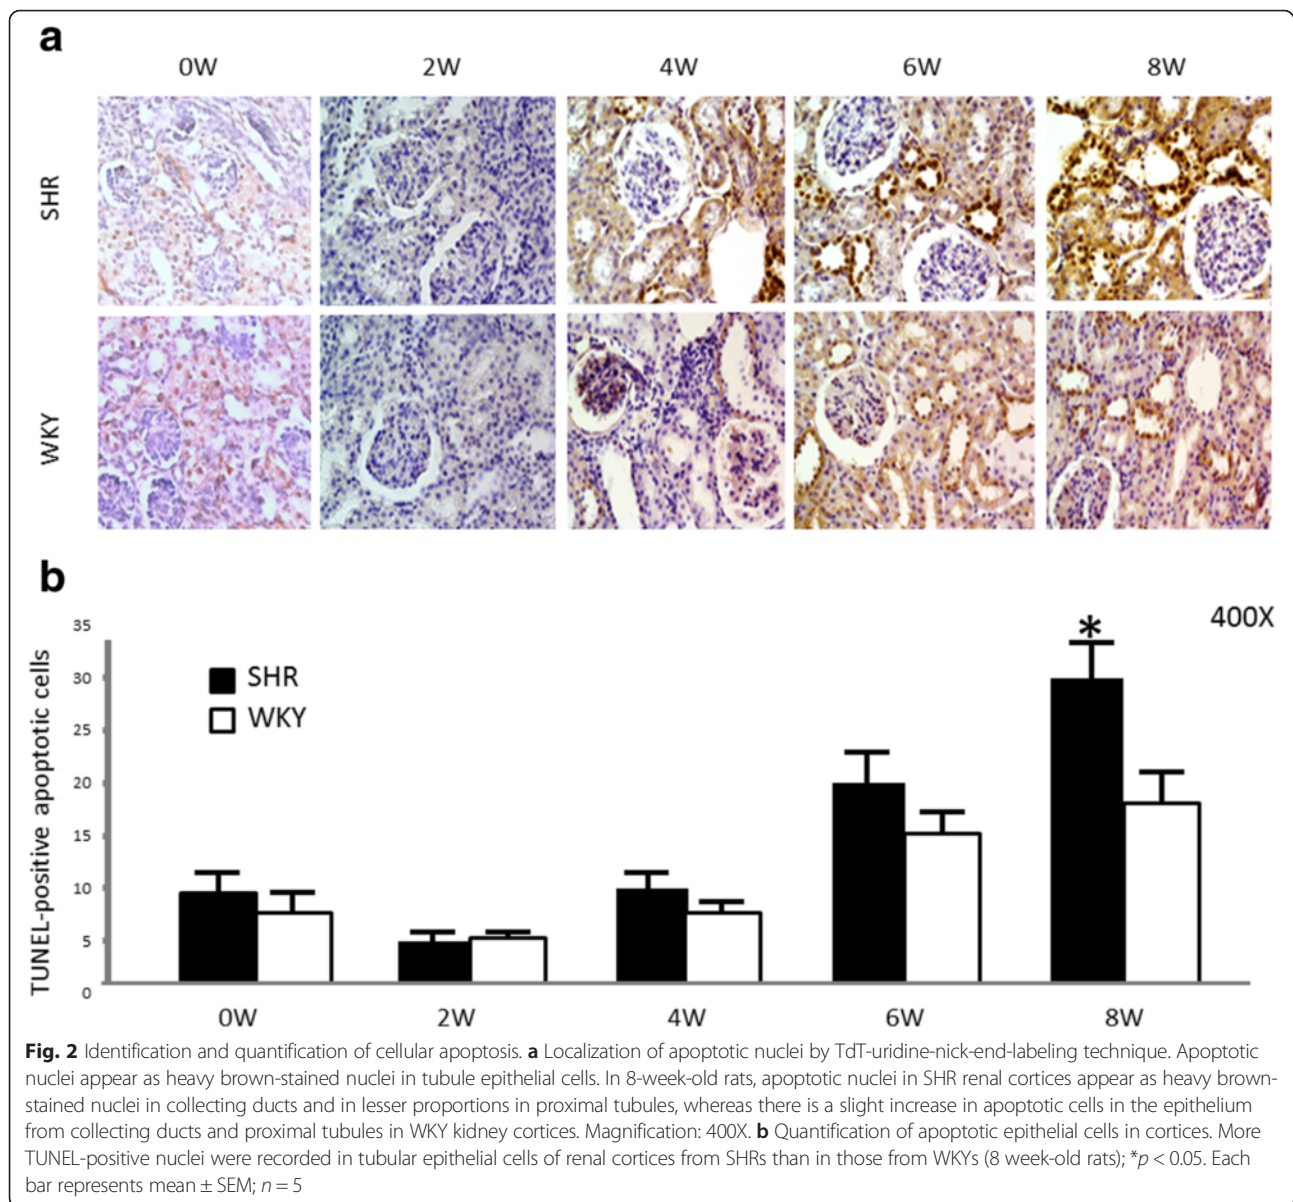 a
0W 2W 4W 6W 8W
SHR
WKY
b
400X
35
30
25
20
15
10
5
0
TUNEL-positive apoptotic cells
SHR
WKY
*
0W 2W 4W 6W 8W
Fig. 2 Identification and quantification of cellular apoptosis. a Localization of apoptotic nuclei by TdT-uridine-nick-end-labeling technique. Apoptotic
nuclei appear as heavy brown-stained nuclei in tubule epithelial cells. In 8-week-old rats, apoptotic nuclei in SHR renal cortices appear as heavy brown-
stained nuclei in collecting ducts and in lesser proportions in proximal tubules, whereas there is a slight increase in apoptotic cells in the epithelium
from collecting ducts and proximal tubules in WKY kidney cortices. Magnification: 400X. b Quantification of apoptotic epithelial cells in cortices. More
TUNEL-positive nuclei were recorded in tubular epithelial cells of renal cortices from SHRs than in those from WKYs (8 week-old rats); *p < 0.05. Each
bar represents mean ± SEM; n = 5